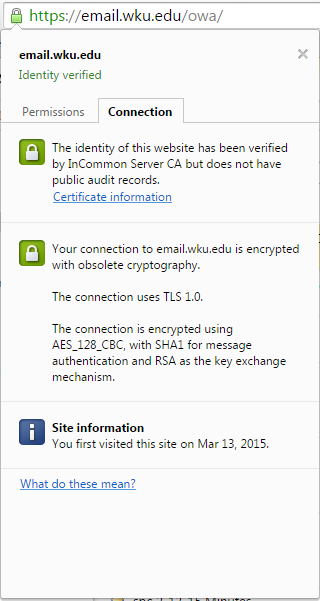 https://email.wku.edu/owa/
email.wku.edu
Identity verified
Permissions
Connection
The identity of this website has been verified
by InCommon Server CA but does not have
public audit records.
Certificate information
Your connection to email.wku.edu is encrypted
with obsolete cryptography.
The connection uses TLS 1.0.
The connection is encrypted using
AES_128_CBC, with SHA1 for message
authentication and RSA as the key exchange
mechanism.
Site information
You first visited this site on Mar 13, 2015.
What do these mean?